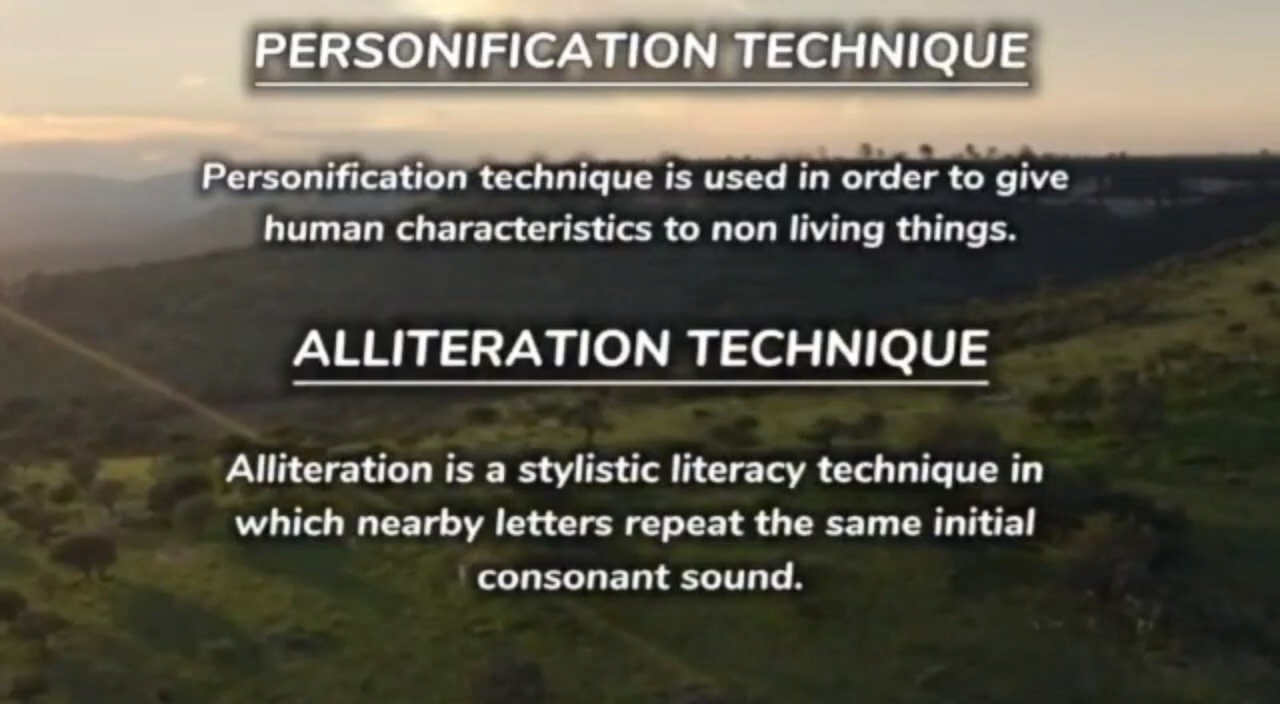 PERSONIFICATION TECHNIQUE
Personification technique is used in order to give
human characteristics to non living things.
ALLITERATION TECHNIQUE
Alliteration is a stylistic literacy technique in
which nearby letters repeat the same initial
consonant sound.